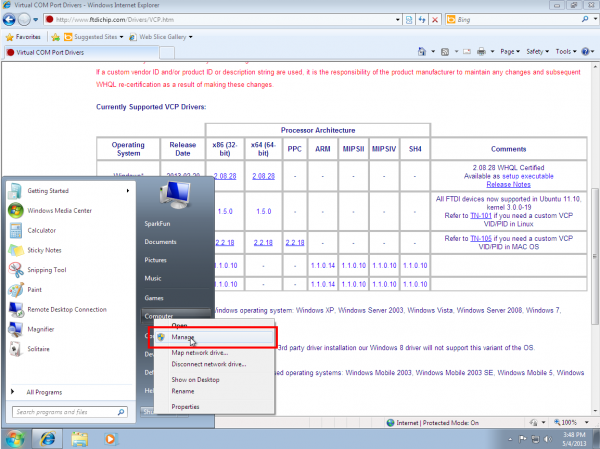 Virtual COM Port Drivers - Windows Internet Explorer
http://www.ftdichip.com/Drivers/VCP.htm
Bing
Favorites
Suggested Sites
Web Slice Gallery
Virtual COM Port Drivers
Page
Safety
Tools
If a custom vendor ID and/or product ID or description string are used, it is the responsibility of the product manufacturer to maintain any changes and subsequent
WHQL re-certification as a result of making these changes.
Currently Supported VCP Drivers:
Processor Architecture
Operating System
Release Date
x86 (32-bit)
x64 (64-bit)
PPC
ARM
MIPSII
MIPSIV
SH4
Comments
2.08.28
2.08.28
- - - - -
2.08.28 WHQL Certified
Available as setup executable
Release Notes
1.5.0
1.5.0
- - - - -
All FTDI devices now supported in Ubuntu 11.10,
kernel 3.0.0-19
Refer to TN-101 if you need a custom VCP
VID/PID in Linux
2.2.18
2.2.18
2.2.18
- - - -
Refer to TN-105 if you need a custom VCP
VID/PID in MAC OS
1.1.0.10
- -
1.1.0.14
1.1.0.10
1.1.0.10
1.1.0.10
1.1.0.10
- -
1.1.0.14
1.1.0.10
1.1.0.10
1.1.0.10
operating system: Windows XP, Windows Server 2003, Windows Vista, Windows Server 2008, Windows 7,
3rd party driver installation our Windows 8 driver will not support this variant of the OS.
operating systems: Windows Mobile 2003, Windows Mobile 2003 SE, Windows Mobile 5, Windows
Getting Started
Windows Media Center
Calculator
Sticky Notes
Snipping Tool
Paint
Remote Desktop Connection
Magnifier
Solitaire
All Programs
Search programs and files
SparkFun
Documents
Pictures
Music
Games
Computer
Open
Manage
Map network drive...
Disconnect network drive...
Show on Desktop
Rename
Properties
Internet | Protected Mode: On
100%
3:48 PM
5/4/2013